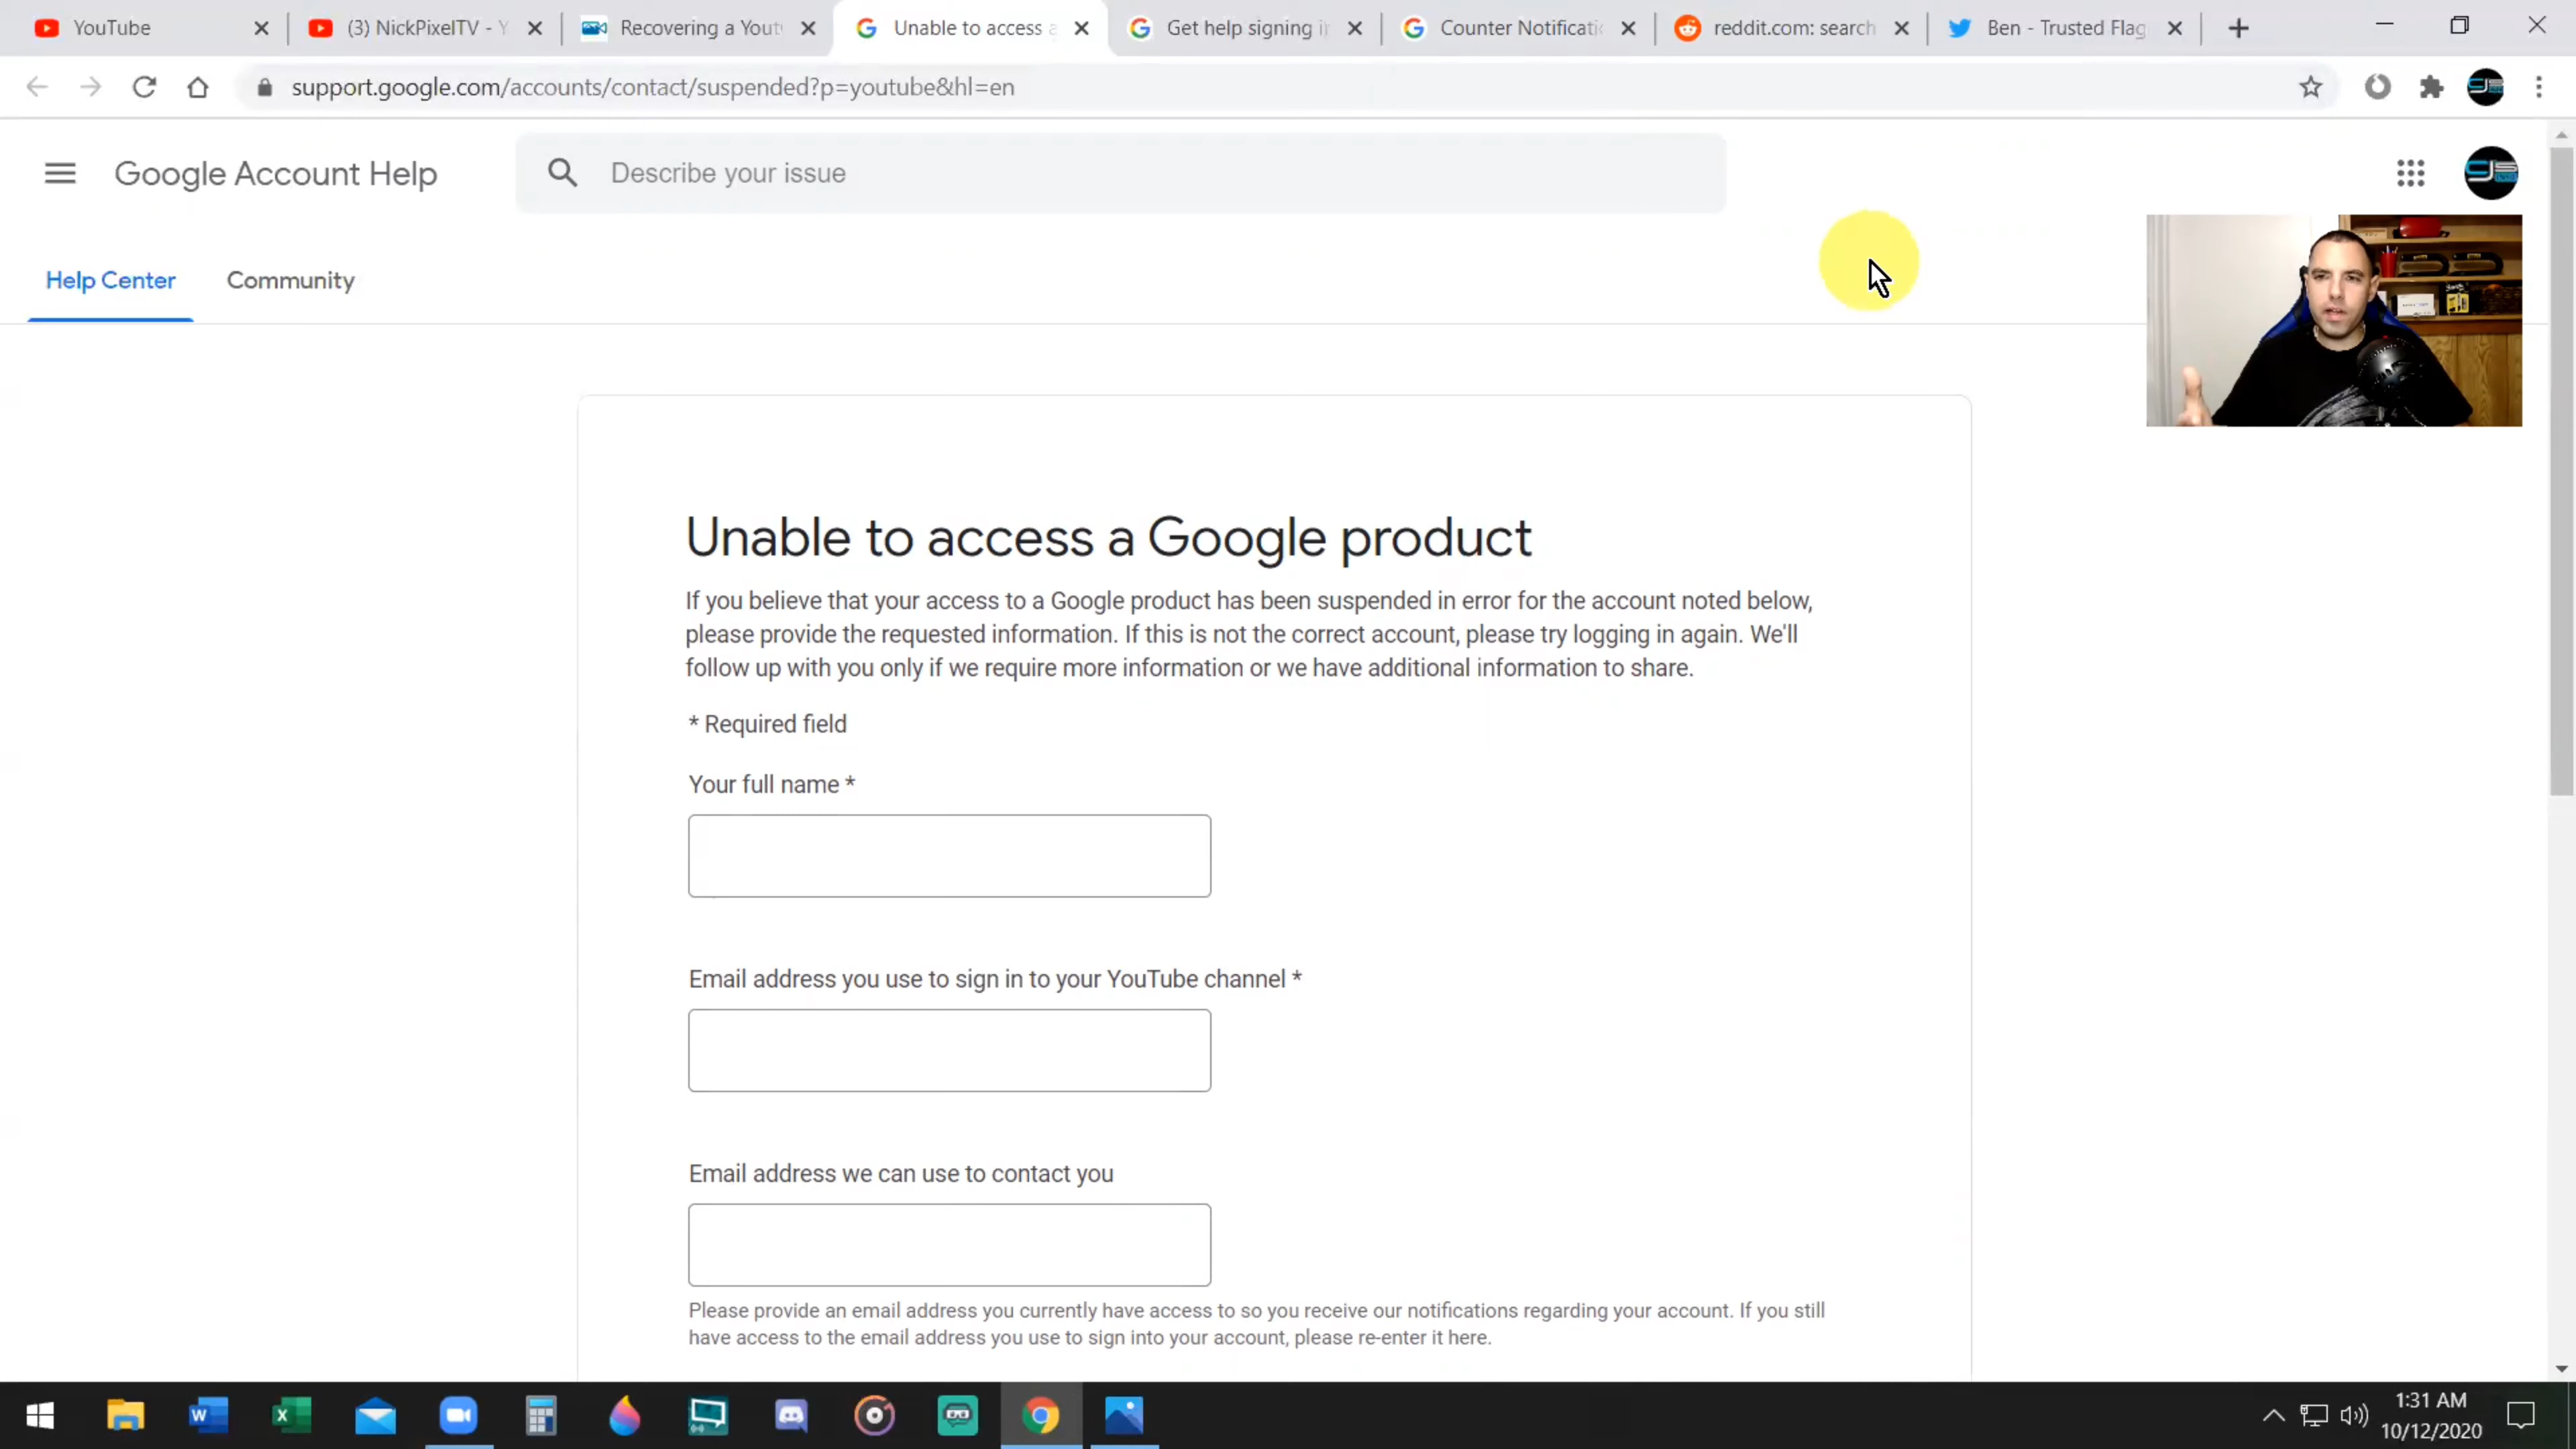 YouTube
(3) NickPixelTV - Y
Recovering a Yout
Unable to access a
Get help signing i
Counter Notificati
reddit.com: search
Ben - Trusted Flag
support.google.com/accounts/contact/suspended?p=youtube&hl=en
Google Account Help
Describe your issue
Help Center
Community
Unable to access a Google product
If you believe that your access to a Google product has been suspended in error for the account noted below,
please provide the requested information. If this is not the correct account, please try logging in again. We'll
follow up with you only if we require more information or we have additional information to share.
* Required field
Your full name *
Email address you use to sign in to your YouTube channel *
Email address we can use to contact you
Please provide an email address you currently have access to so you receive our notifications regarding your account. If you still
have access to the email address you use to sign into your account, please re-enter it here.
1:31 AM
10/12/2020